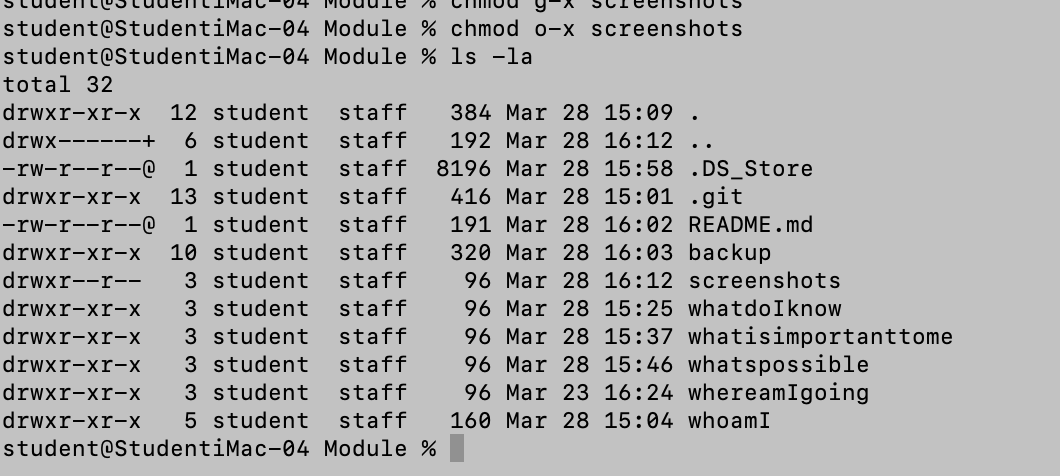 student@StudentiMac-04 Module % chmod g-x screenshots
student@StudentiMac-04 Module % chmod o-x screenshots
student@StudentiMac-04 Module % ls -la
total 32
drwxr-xr-x  12 student  staff   384 Mar 28 15:09 .
drwx------+  6 student  staff   192 Mar 28 16:12 ..
-rw-r--r--@  1 student  staff  8196 Mar 28 15:58 .DS_Store
drwxr-xr-x  13 student  staff   416 Mar 28 15:01 .git
-rw-r--r--@  1 student  staff   191 Mar 28 16:02 README.md
drwxr-xr-x  10 student  staff   320 Mar 28 16:03 backup
drwxr--r--   3 student  staff    96 Mar 28 16:12 screenshots
drwxr-xr-x   3 student  staff    96 Mar 28 15:25 whatdoIknow
drwxr-xr-x   3 student  staff    96 Mar 28 15:37 whatisimportanttome
drwxr-xr-x   3 student  staff    96 Mar 28 15:46 whatspossible
drwxr-xr-x   3 student  staff    96 Mar 23 16:24 whereamIgoing
drwxr-xr-x   5 student  staff   160 Mar 28 15:04 whoamI
student@StudentiMac-04 Module %